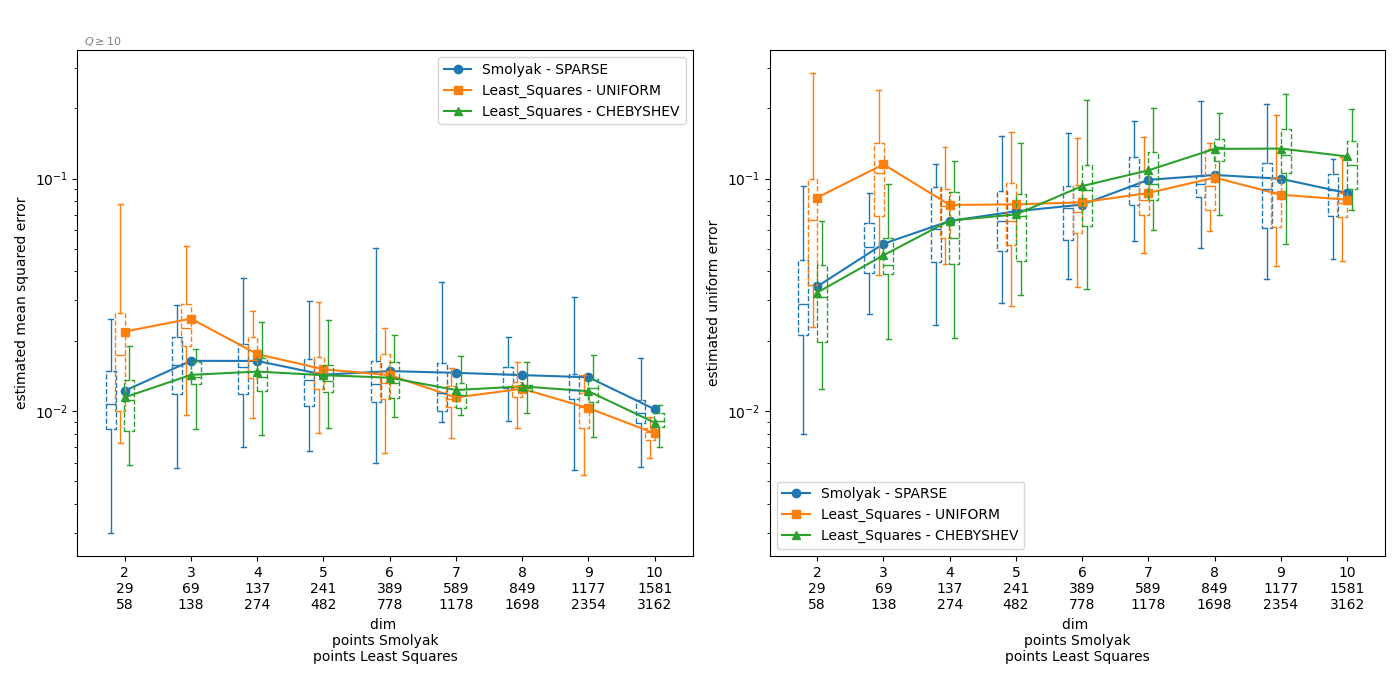 Q ≥ 10
estimated mean squared error
10⁻¹
10⁻²
Smolyak - SPARSE
Least_Squares - UNIFORM
Least_Squares - CHEBYSHEV
2 3 4 5 6 7 8 9 10
29 69 137 241 389 589 849 1177 1581
58 138 274 482 778 1178 1698 2354 3162
dim
points Smolyak
points Least Squares
estimated uniform error
10⁻¹
10⁻²
Smolyak - SPARSE
Least_Squares - UNIFORM
Least_Squares - CHEBYSHEV
2 3 4 5 6 7 8 9 10
29 69 137 241 389 589 849 1177 1581
58 138 274 482 778 1178 1698 2354 3162
dim
points Smolyak
points Least Squares